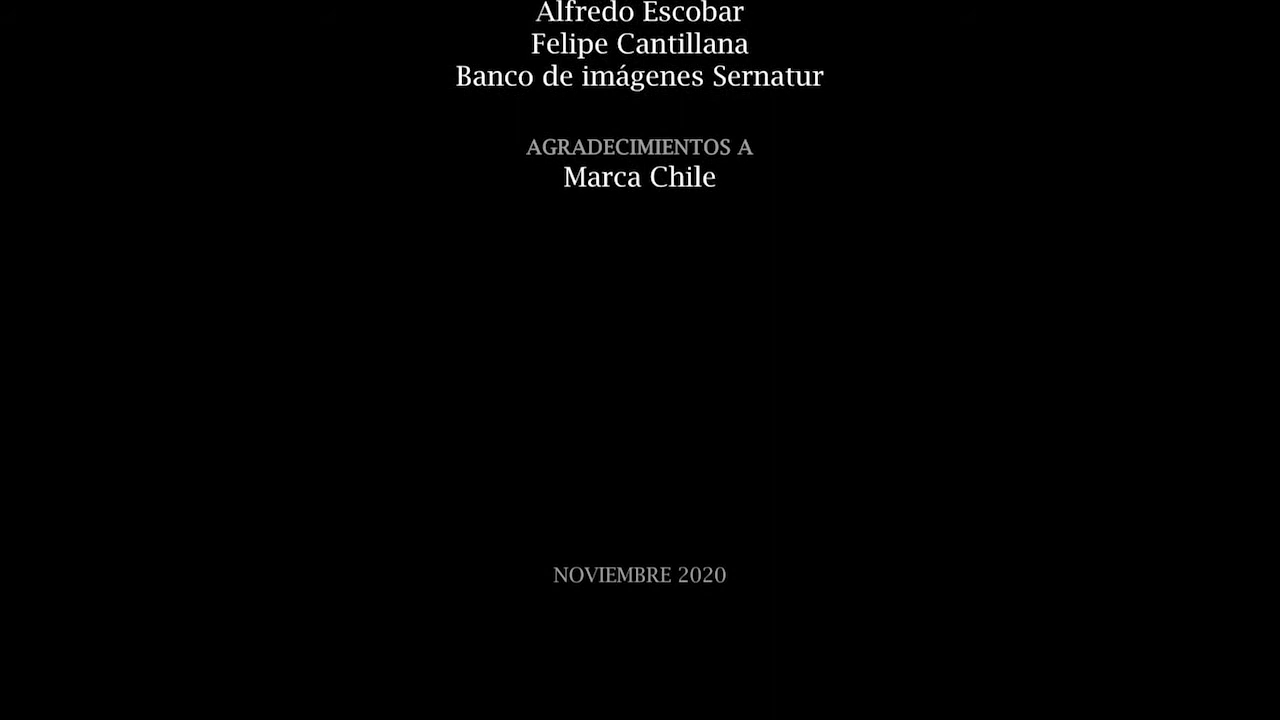 Alfredo Escobar
Felipe Cantillana
Banco de imágenes Sernatur
AGRADECIMIENTOS A
Marca Chile
NOVIEMBRE 2020